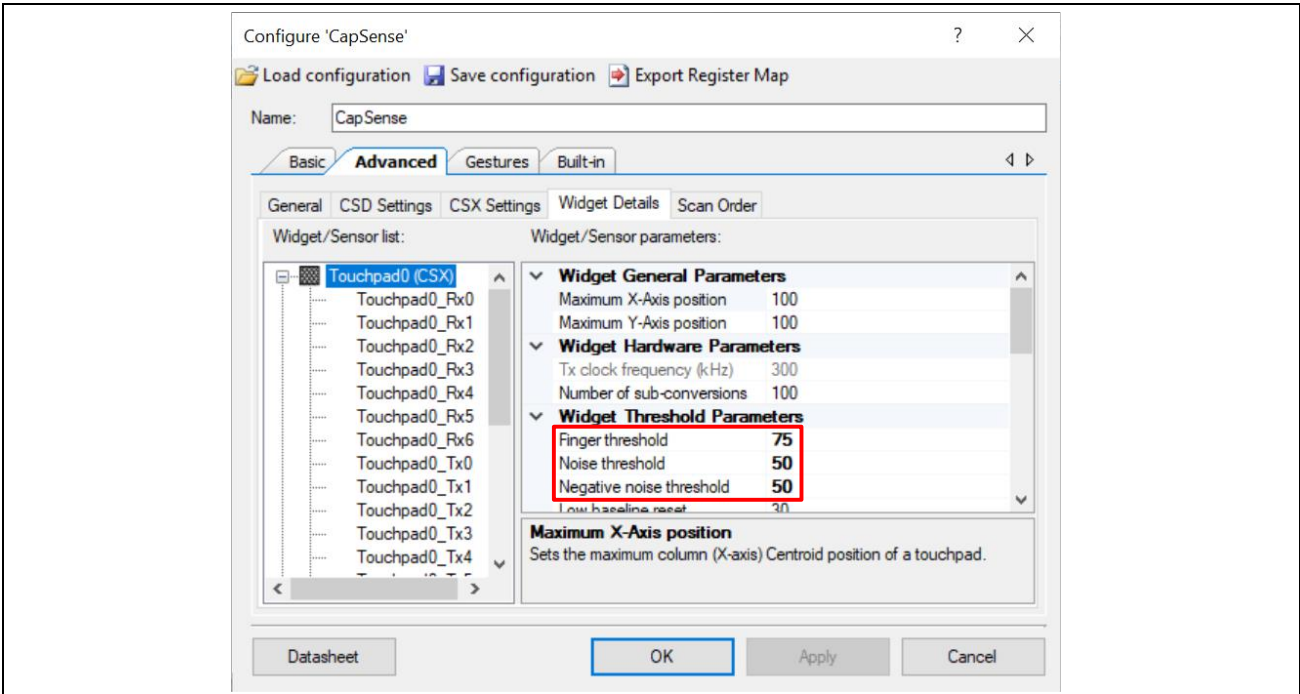 Configure 'CapSense' ?
Load configuration Save configuration Export Register Map
Name: CapSense
Basic Advanced Gestures Built-in
General CSD Settings CSX Settings Widget Details Scan Order
Widget/Sensor list: Widget/Sensor parameters:
Touchpad0 (CSX) Widget General Parameters
Touchpad0_Rx0 Maximum X-Axis position 100
Touchpad0_Rx1 Maximum Y-Axis position 100
Touchpad0_Rx2 Widget Hardware Parameters
Touchpad0_Rx3 Tx clock frequency (kHz) 300
Touchpad0_Rx4 Number of sub-conversions 100
Touchpad0_Rx5 Widget Threshold Parameters
Touchpad0_Rx6 Finger threshold 75
Touchpad0_Tx0 Noise threshold 50
Touchpad0_Tx1 Negative noise threshold 50
Touchpad0_Tx2 Low baseline reset 30
Touchpad0_Tx3 Maximum X-Axis position
Touchpad0_Tx4 Sets the maximum column (X-axis) Centroid position of a touchpad.
Datasheet OK Apply Cancel